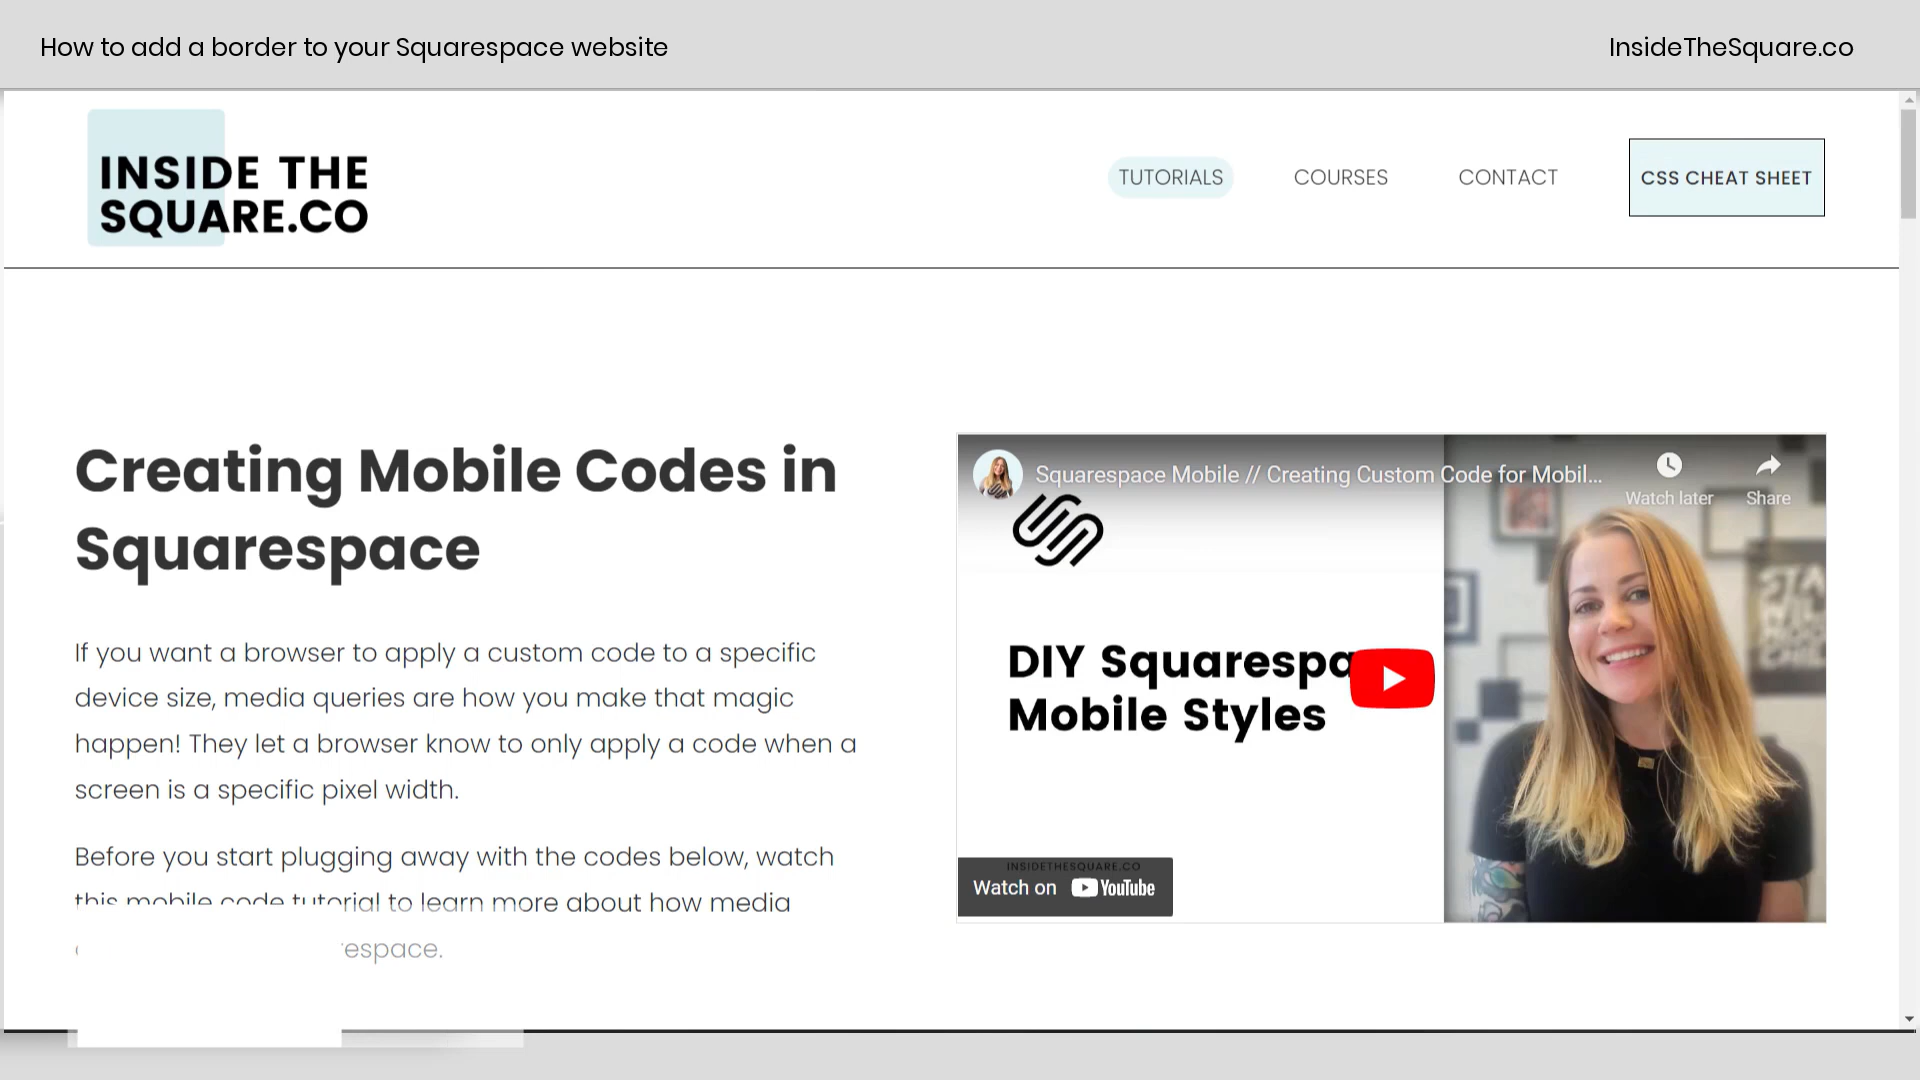 How to add a border to your Squarespace website
InsideTheSquare.co
INSIDE THE
SQUARE.CO
TUTORIALS
COURSES
CONTACT
CSS CHEAT SHEET
Creating Mobile Codes in
Squarespace
If you want a browser to apply a custom code to a specific
device size, media queries are how you make that magic
happen! They let a browser know to only apply a code when a
screen is a specific pixel width.
Before you start plugging away with the codes below, watch
this mobile code tutorial to learn more about how media
respace.
Squarespace Mobile // Creating Custom Code for Mobil...
Watch later
Share
DIY Squarespa
Mobile Styles
INSIDETHESQUARE.CO
Watch on YouTube